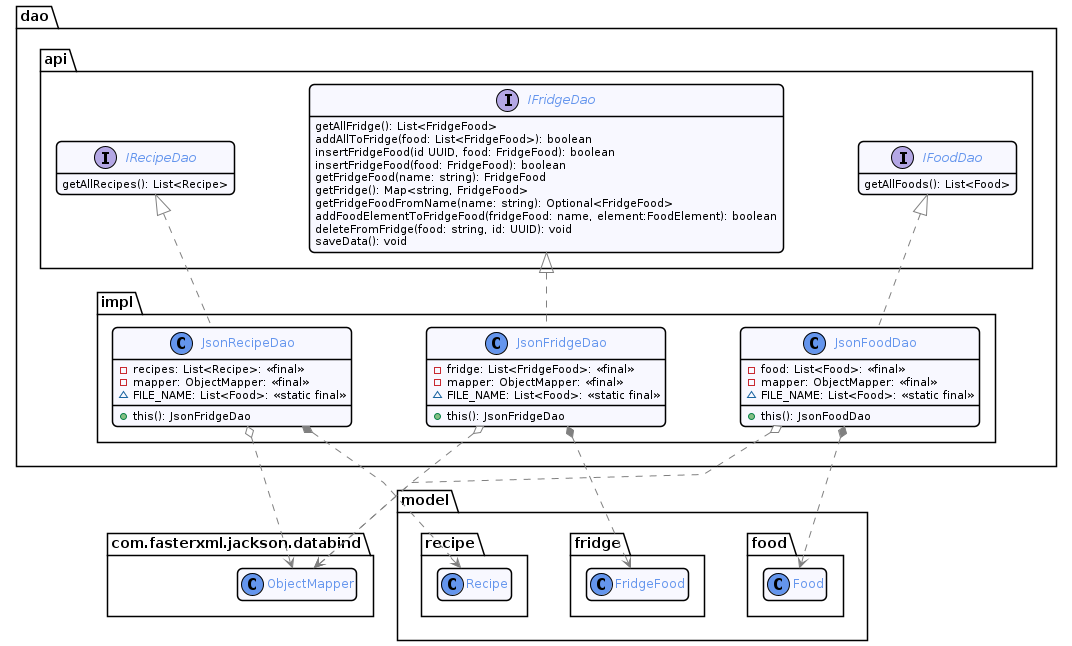 dao
api
I IFridgeDao
getAllFridge(): List<FridgeFood>
addAllToFridge(food: List<FridgeFood>): boolean
insertFridgeFood(id UUID, food: FridgeFood): boolean
insertFridgeFood(food: FridgeFood): boolean
getFridgeFood(name: string): FridgeFood
getFridge(): Map<string, FridgeFood>
getFridgeFoodFromName(name: string): Optional<FridgeFood>
addFoodElementToFridgeFood(fridgeFood: name, element:FoodElement): boolean
deleteFromFridge(food: string, id: UUID): void
saveData(): void
I IRecipeDao
getAllRecipes(): List<Recipe>
I IFoodDao
getAllFoods(): List<Food>
impl
C JsonRecipeDao
recipes: List<Recipe>: «final»
mapper: ObjectMapper: «final»
FILE_NAME: List<Food>: «static final»
this(): JsonFridgeDao
C JsonFridgeDao
fridge: List<FridgeFood>: «final»
mapper: ObjectMapper: «final»
FILE_NAME: List<Food>: «static final»
this(): JsonFridgeDao
C JsonFoodDao
food: List<Food>: «final»
mapper: ObjectMapper: «final»
FILE_NAME: List<Food>: «static final»
this(): JsonFoodDao
model
com.fasterxml.jackson.databind
C ObjectMapper
recipe
C Recipe
fridge
C FridgeFood
food
C Food